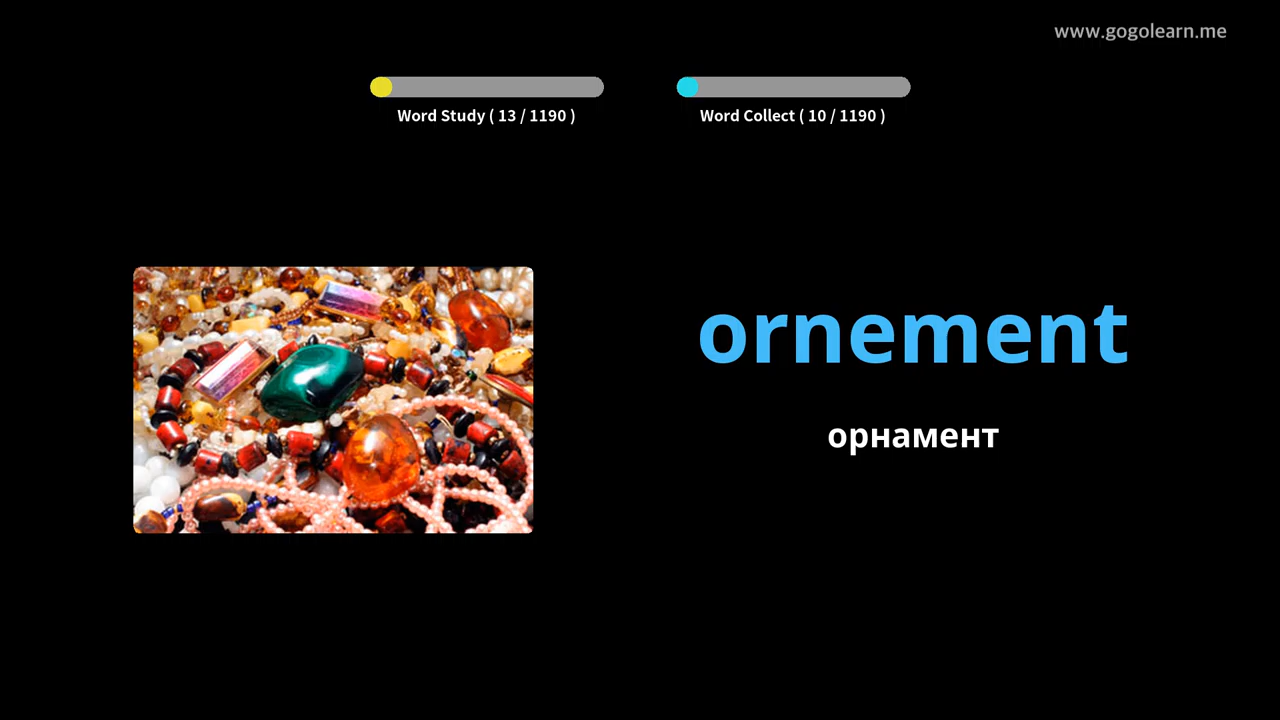 www.gogolearn.me
Word Study ( 13 / 1190 )
Word Collect ( 10 / 1190 )
ornement
орнамент